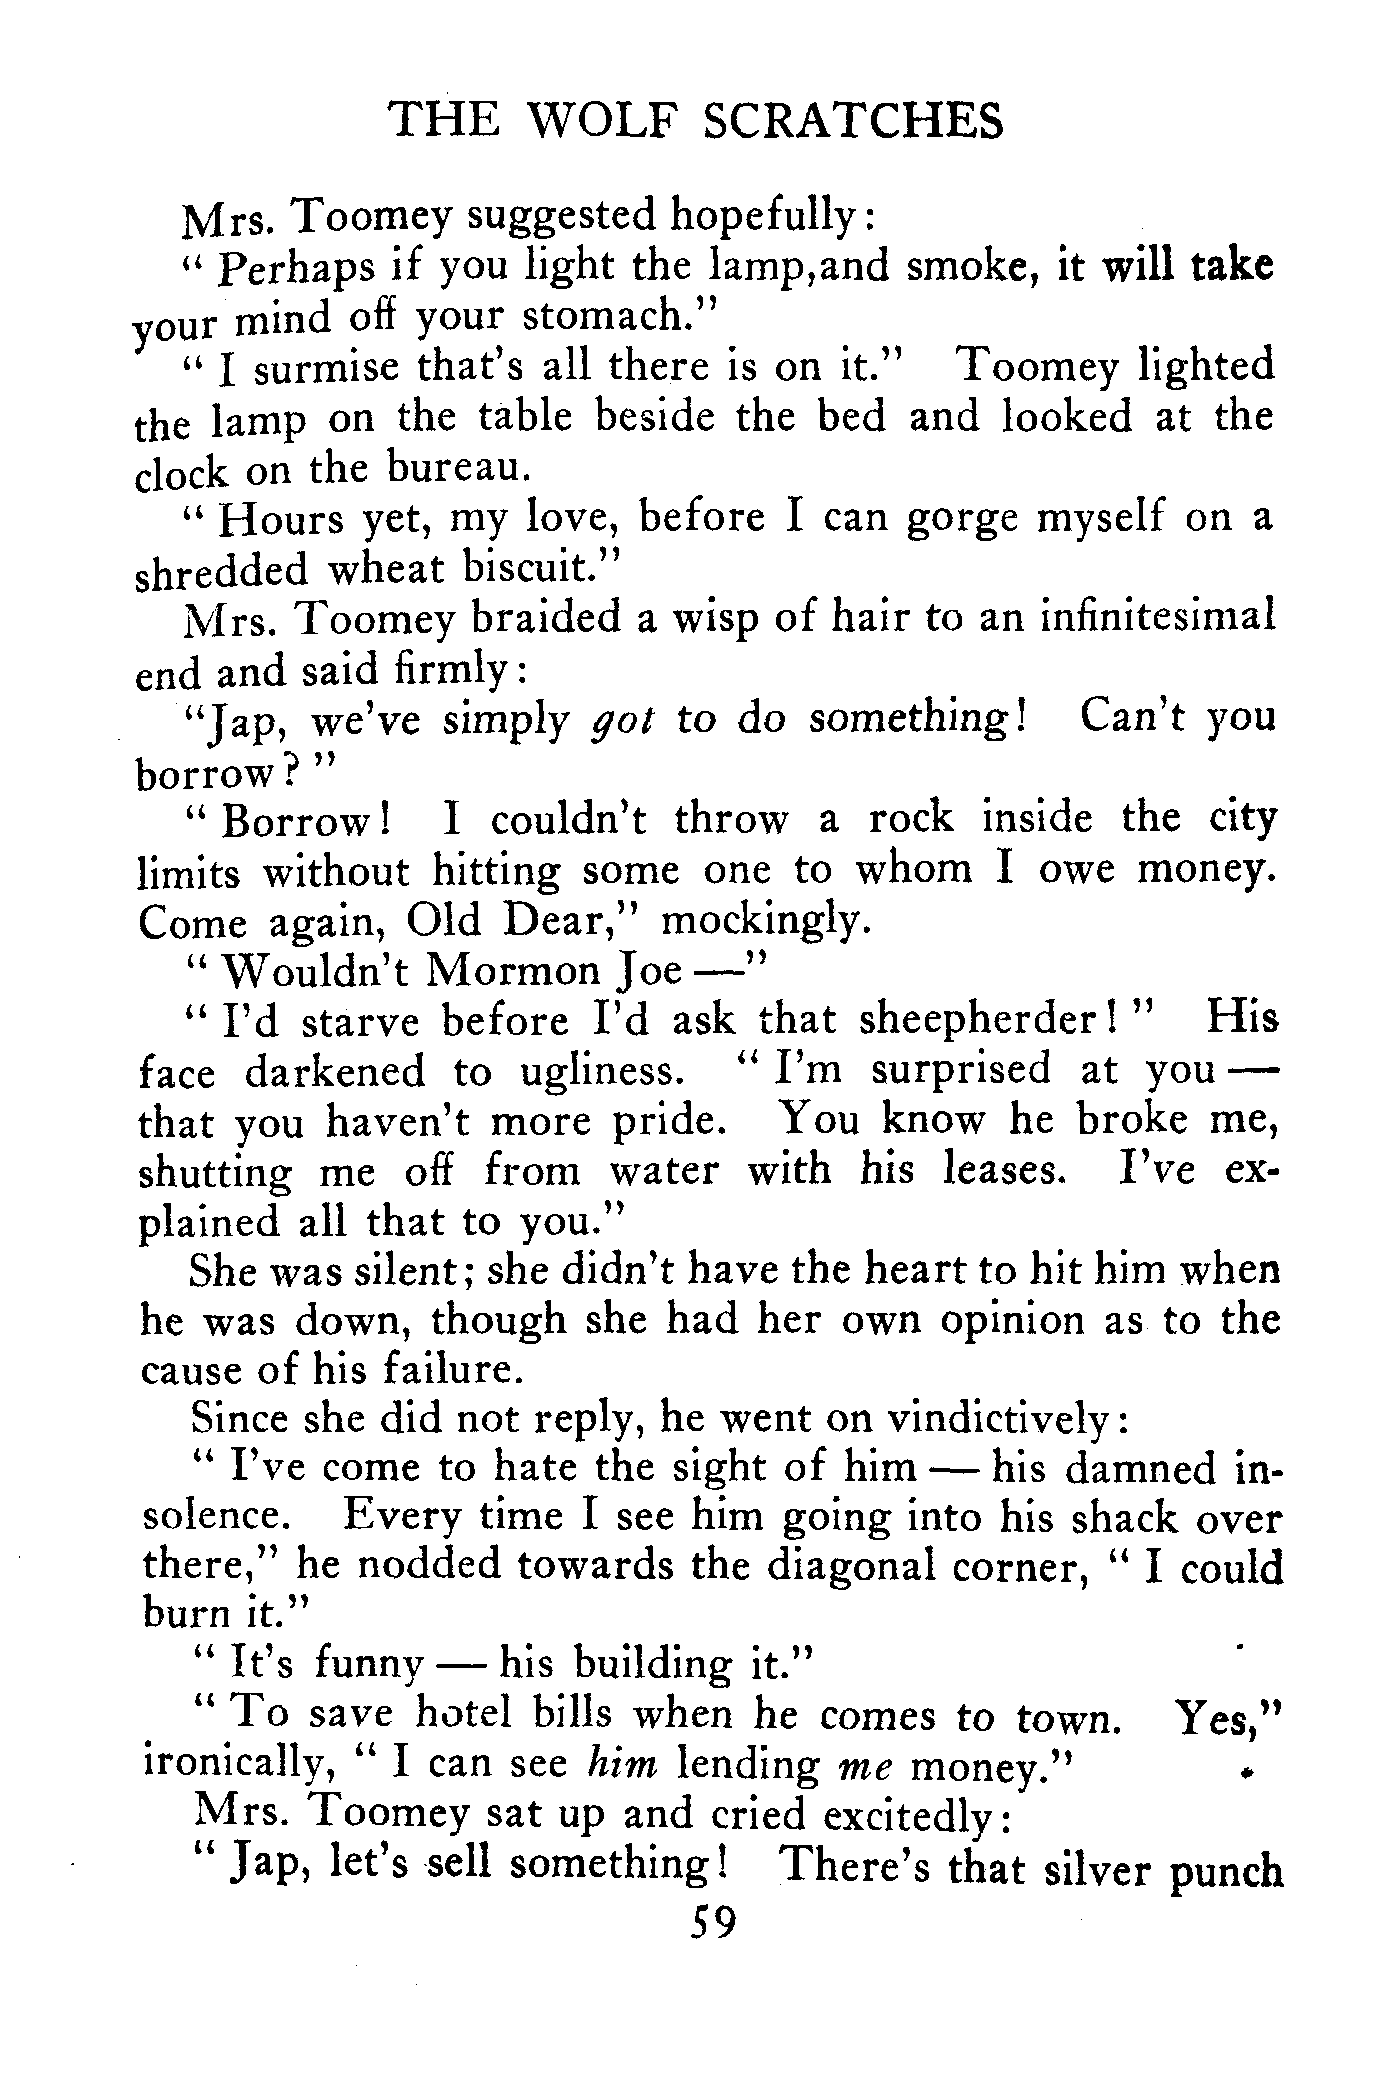 THE WOLF SCRATCHES
Mrs. Toomey suggested hopefully:
" Perhaps if you light the lamp,and smoke, it will take
your mind off your stomach."
" I surmise that's all there is on it." Toomey lighted
the lamp on the table beside the bed and looked at the
clock on the bureau.
" Hours yet, my love, before I can gorge myself on a
shredded wheat biscuit."
Mrs. Toomey braided a wisp of hair to an infinitesimal
end and said firmly:
"Jap, we've simply got to do something! Can't you
borrow? "
" Borrow! I couldn't throw a rock inside the city
limits without hitting some one to whom I owe money.
Come again, Old Dear," mockingly.
" Wouldn't Mormon Joe —"
" I'd starve before I'd ask that sheepherder! " His
face darkened to ugliness. " I'm surprised at you —
that you haven't more pride. You know he broke me,
shutting me off from water with his leases. I've ex-
plained all that to you."
She was silent; she didn't have the heart to hit him when
he was down, though she had her own opinion as to the
cause of his failure.
Since she did not reply, he went on vindictively:
" I've come to hate the sight of him — his damned in-
solence. Every time I see him going into his shack over
there," he nodded towards the diagonal corner, " I could
burn it."
" It's funny — his building it."
" To save hotel bills when he comes to town. Yes,"
ironically, " I can see him lending me money."
Mrs. Toomey sat up and cried excitedly:
" Jap, let's sell something! There's that silver punch
59